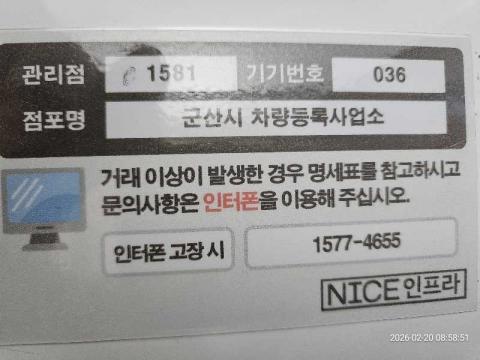 관리점 1581 기기번호 036
점포명 군산시 차량등록사업소
거래 이상이 발생한 경우 명세표를 참고하시고
문의사항은 인터폰을 이용해 주십시오.
인터폰 고장 시 1577-4655
NICE인프라
2026-02-20 08:58:51